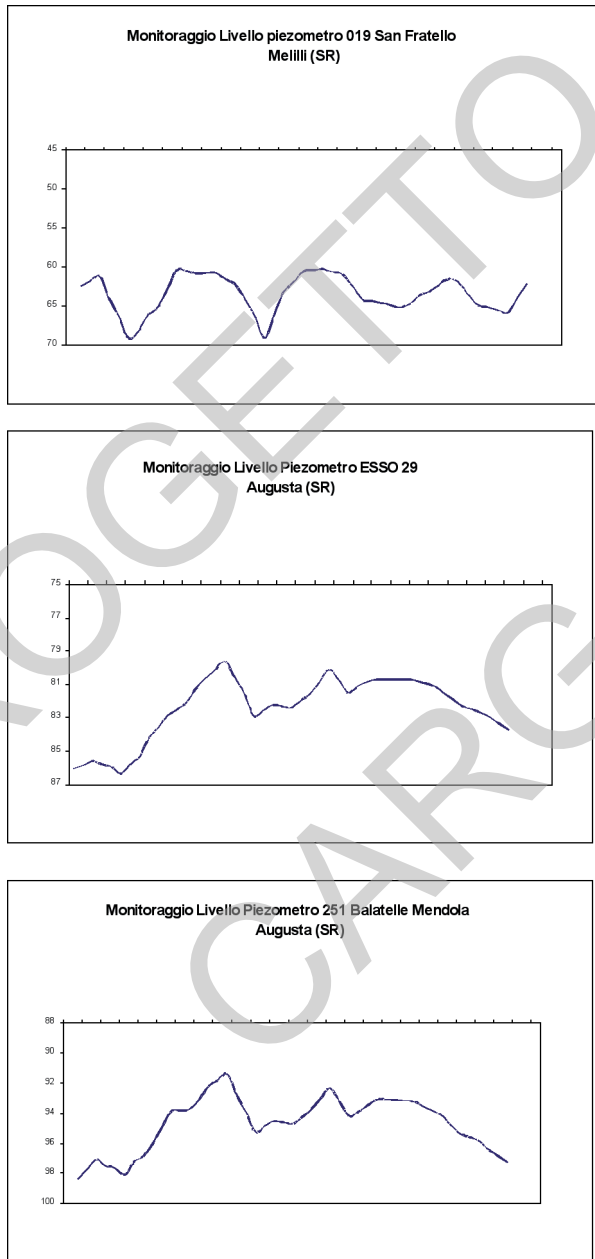 Monitoraggio Livello piezometro 019 San Fratello
Melilli (SR)
45
50
55
60
65
70
Monitoraggio Livello Piezometro ESSO 29
Augusta (SR)
75
77
79
81
83
85
87
Monitoraggio Livello Piezometro 251 Balatelle Mendola
Augusta (SR)
88
90
92
94
96
98
100
ROGETTO
CARG